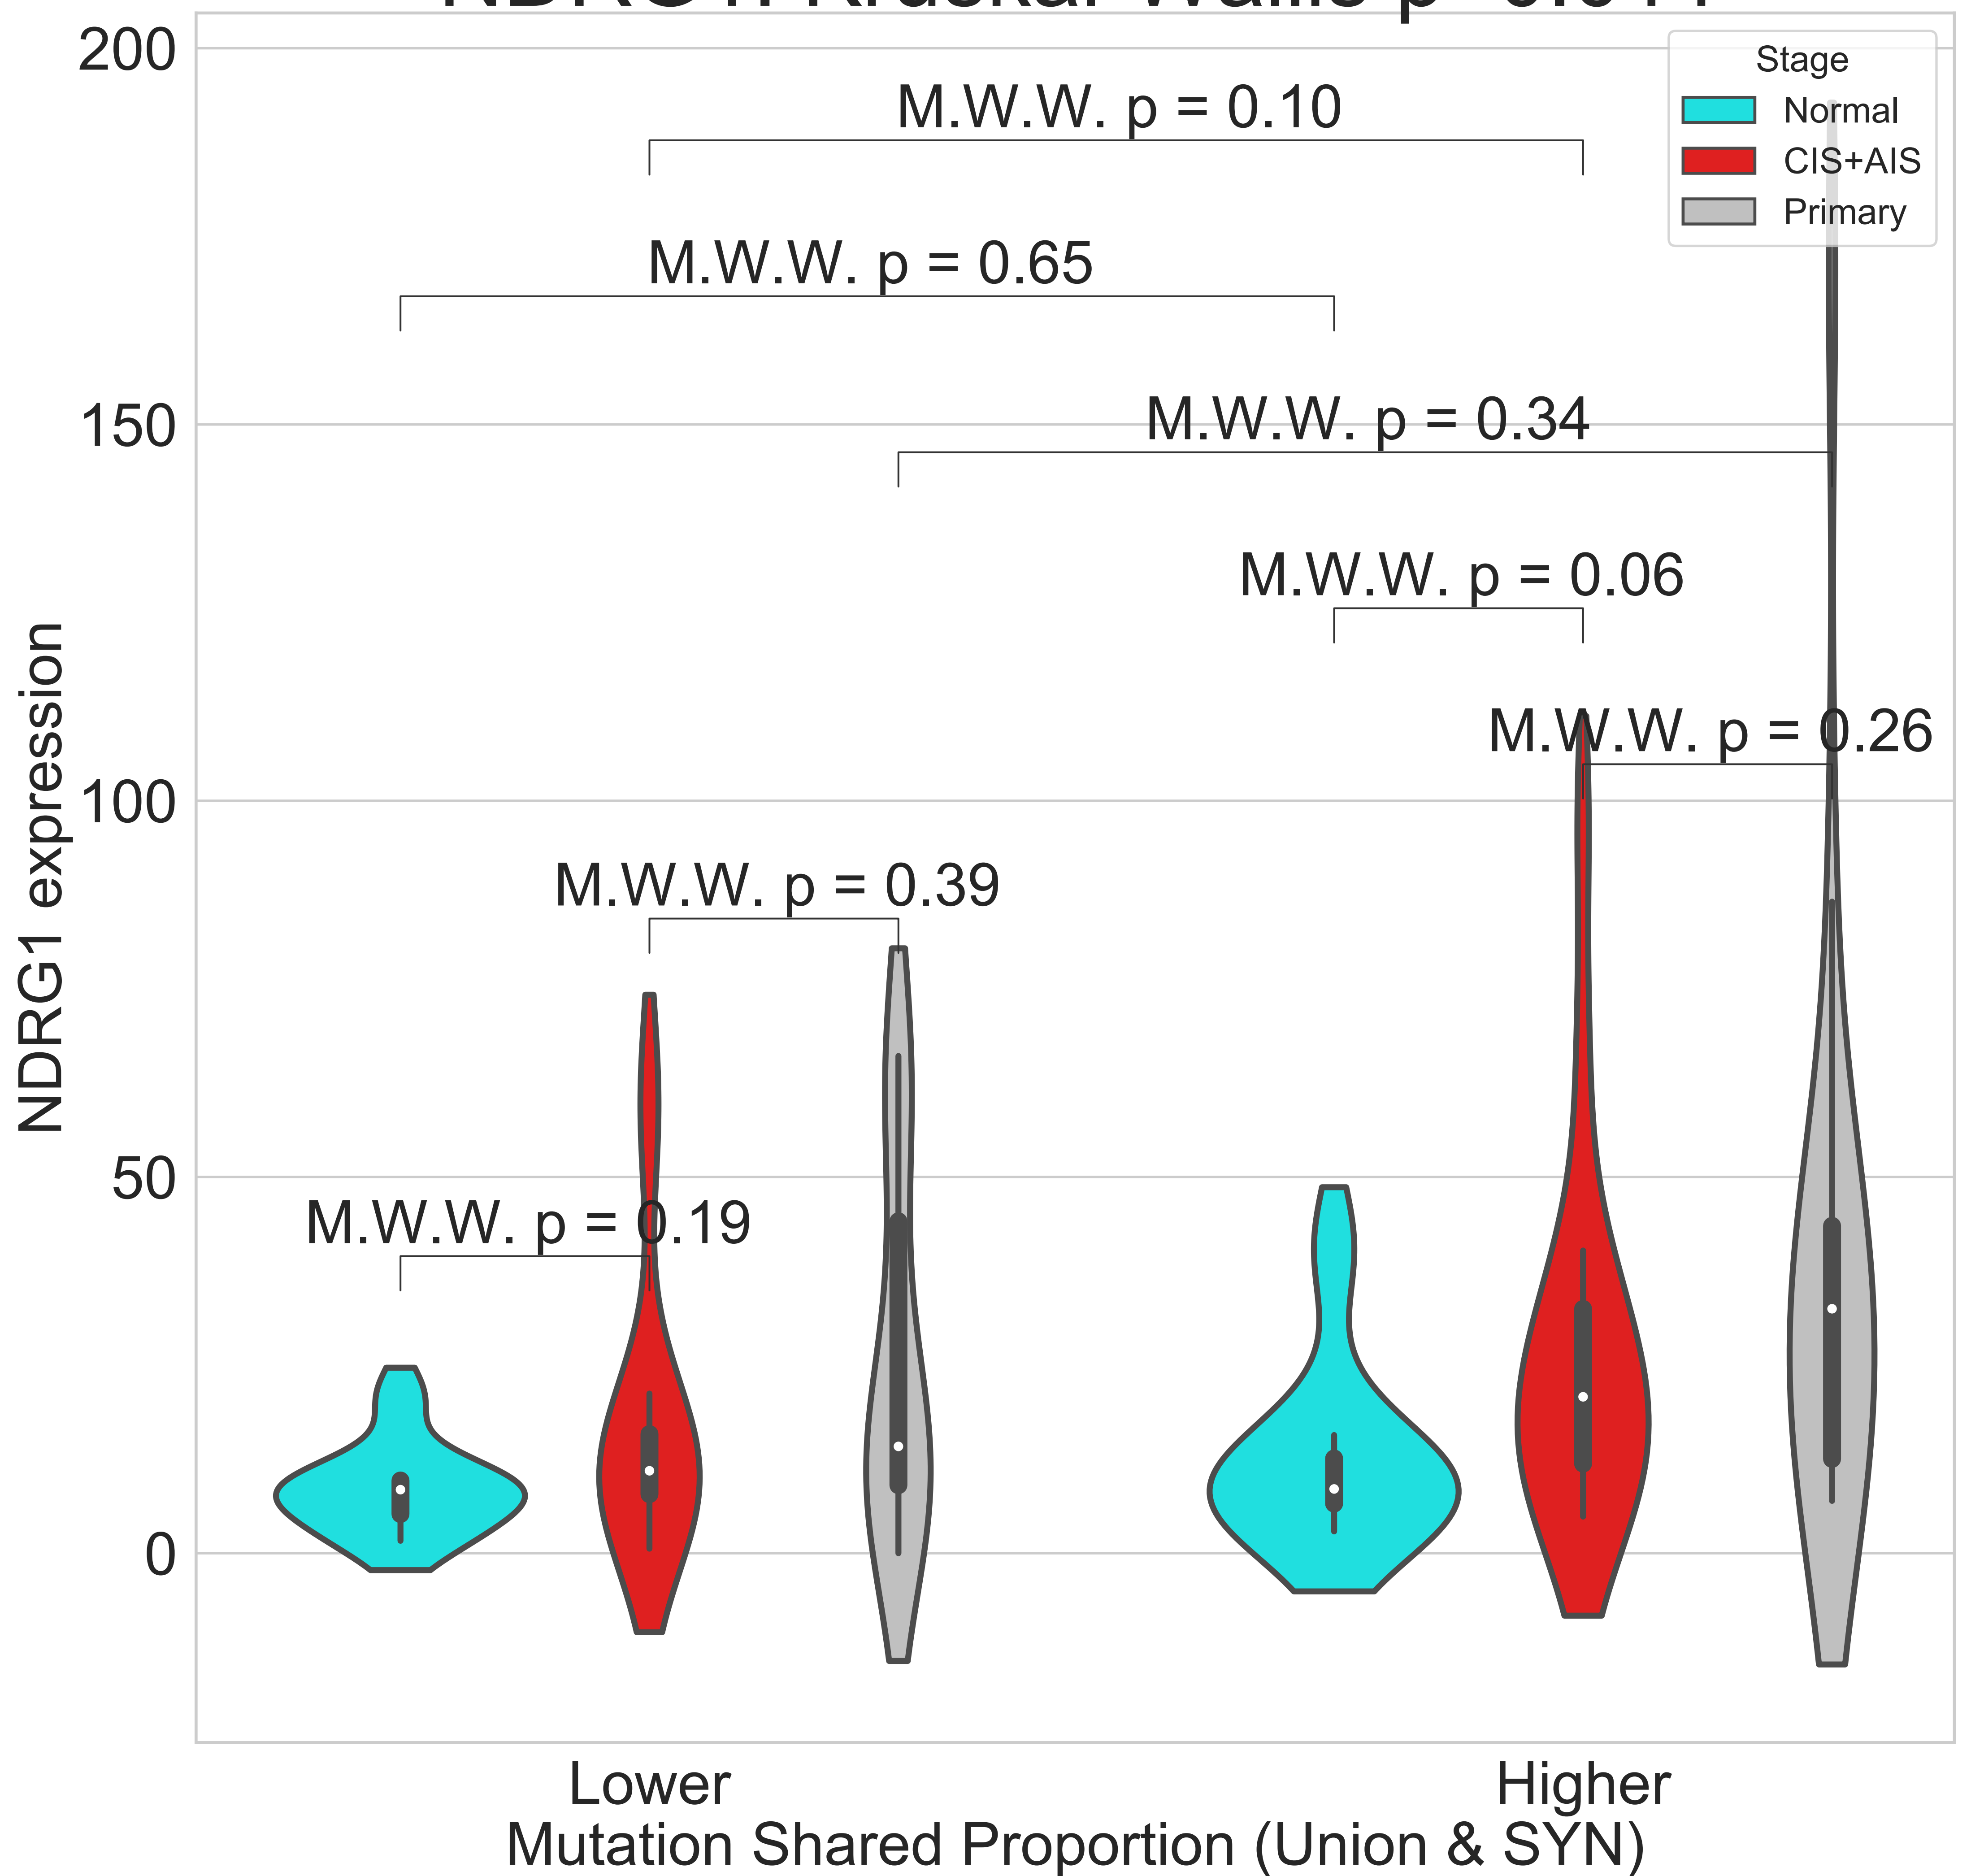 200
Stage
Normal
CIS+AIS
Primary
M.W.W. p = 0.10
M.W.W. p = 0.65
150
M.W.W. p = 0.34
M.W.W. p = 0.06
M.W.W. p = 0.26
100
NDRG1 expression
M.W.W. p = 0.39
50
M.W.W. p = 0.19
0
Lower
Higher
Mutation Shared Proportion (Union & SYN)